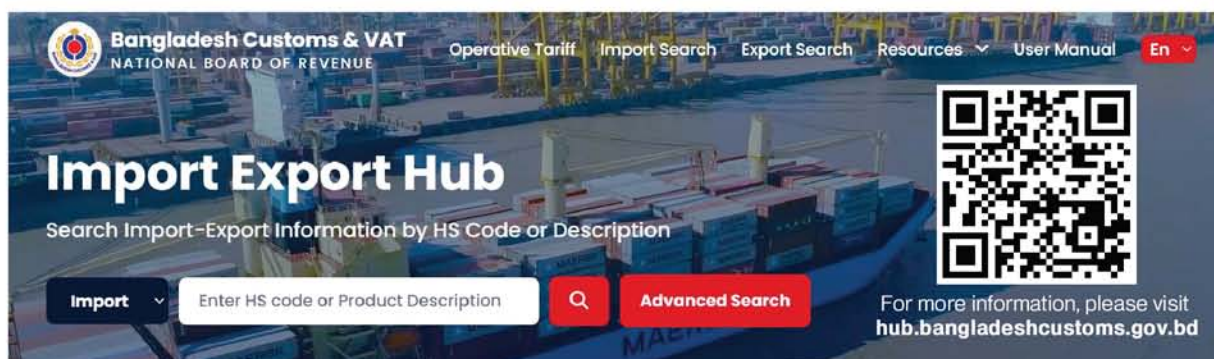 Bangladesh Customs & VAT
NATIONAL BOARD OF REVENUE
Operative Tariff Import Search Export Search Resources User Manual En
Import Export Hub
Search Import-Export Information by HS Code or Description
Import Enter HS code or Product Description Advanced Search
For more information, please visit
hub.bangladeshcustoms.gov.bd